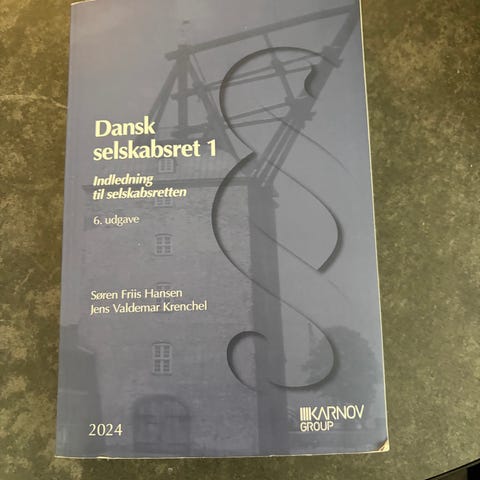 Dansk
selskabsret 1
Indledning
til selskabsretten
6. udgave
Søren Friis Hansen
Jens Valdemar Krenchel
2024
KARNOV
GROUP